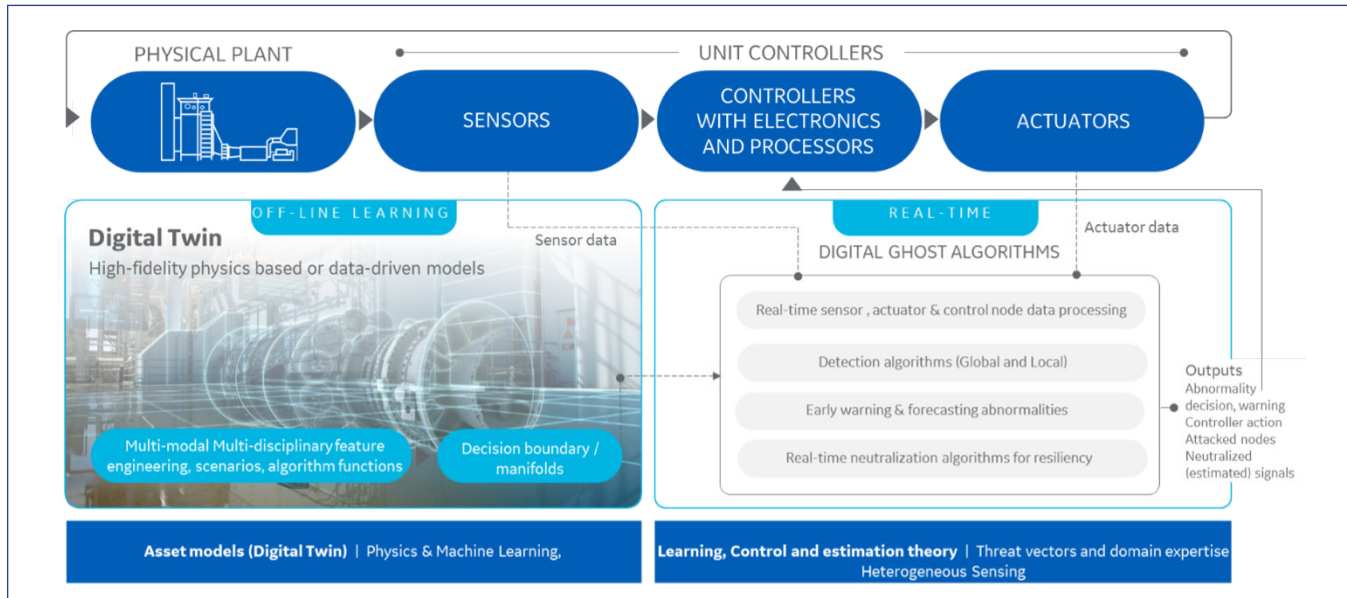 PHYSICAL PLANT
UNIT CONTROLLERS
SENSORS
CONTROLLERS
WITH ELECTRONICS
AND PROCESSORS
ACTUATORS
OFF-LINE LEARNING
Digital Twin
High-fidelity physics based or data-driven models
Sensor data
Multi-modal Multi-disciplinary feature
engineering, scenarios, algorithm functions
Decision boundary /
manifolds
REAL-TIME
Actuator data
DIGITAL GHOST ALGORITHMS
Real-time sensor , actuator & control node data processing
Detection algorithms (Global and Local)
Early warning & forecasting abnormalities
Real-time neutralization algorithms for resiliency
Outputs
Abnormality
decision, warning
Controller action
Attacked nodes
Neutralized
(estimated) signals
Asset models (Digital Twin) | Physics & Machine Learning,
Learning, Control and estimation theory | Threat vectors and domain expertise
Heterogeneous Sensing